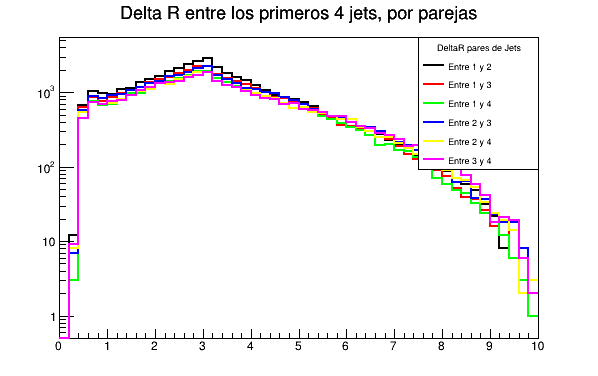 Delta R entre los primeros 4 jets, por parejas
DeltaR pares de Jets
Entre 1 y 2
Entre 1 y 3
Entre 1 y 4
Entre 2 y 3
Entre 2 y 4
Entre 3 y 4
10³
10²
10
1
0 1 2 3 4 5 6 7 8 9 10